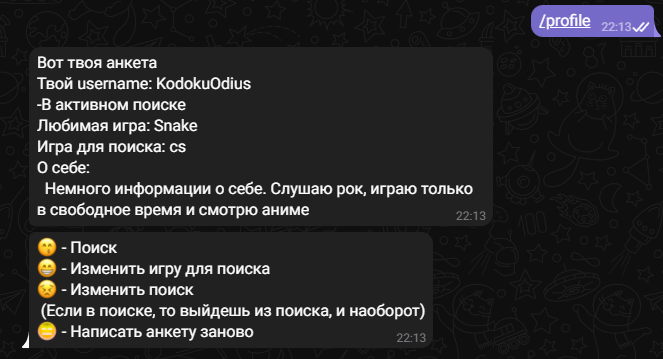 /profile 22:13
Вот твоя анкета
Твой username: KodokuOdius
-В активном поиске
Любимая игра: Snake
Игра для поиска: cs
О себе:
Немного информации о себе. Слушаю рок, играю только
в свободное время и смотрю аниме
22:13
😙 - Поиск
😁 - Изменить игру для поиска
😣 - Изменить поиск
(Если в поиске, то выйдешь из поиска, и наоборот)
😁 - Написать анкету заново
22:13